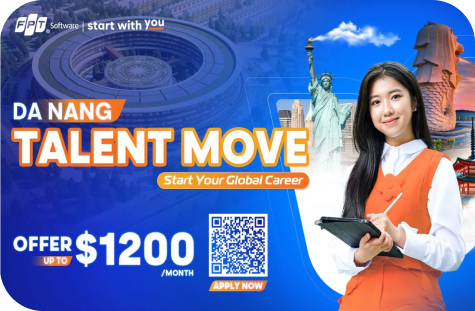 FPT Software | start with you
DA NANG
TALENT MOVE
Start Your Global Career
OFFER
UP TO
$1200
/MONTH
APPLY NOW